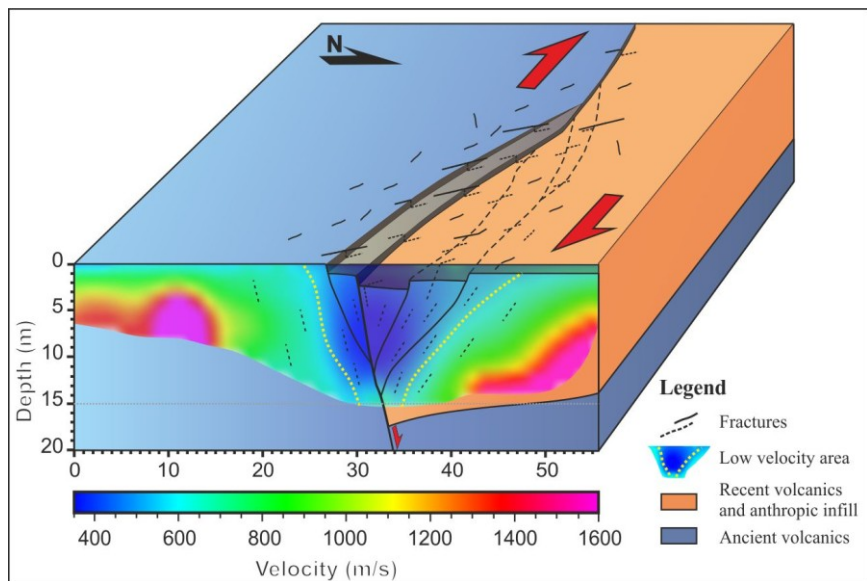 N
0
5
10
15
20
Depth (m)
0 10 20 30 40 50
400 600 800 1000 1200 1400 1600
Velocity (m/s)
Legend
Fractures
Low velocity area
Recent volcanics
and anthropic infill
Ancient volcanics